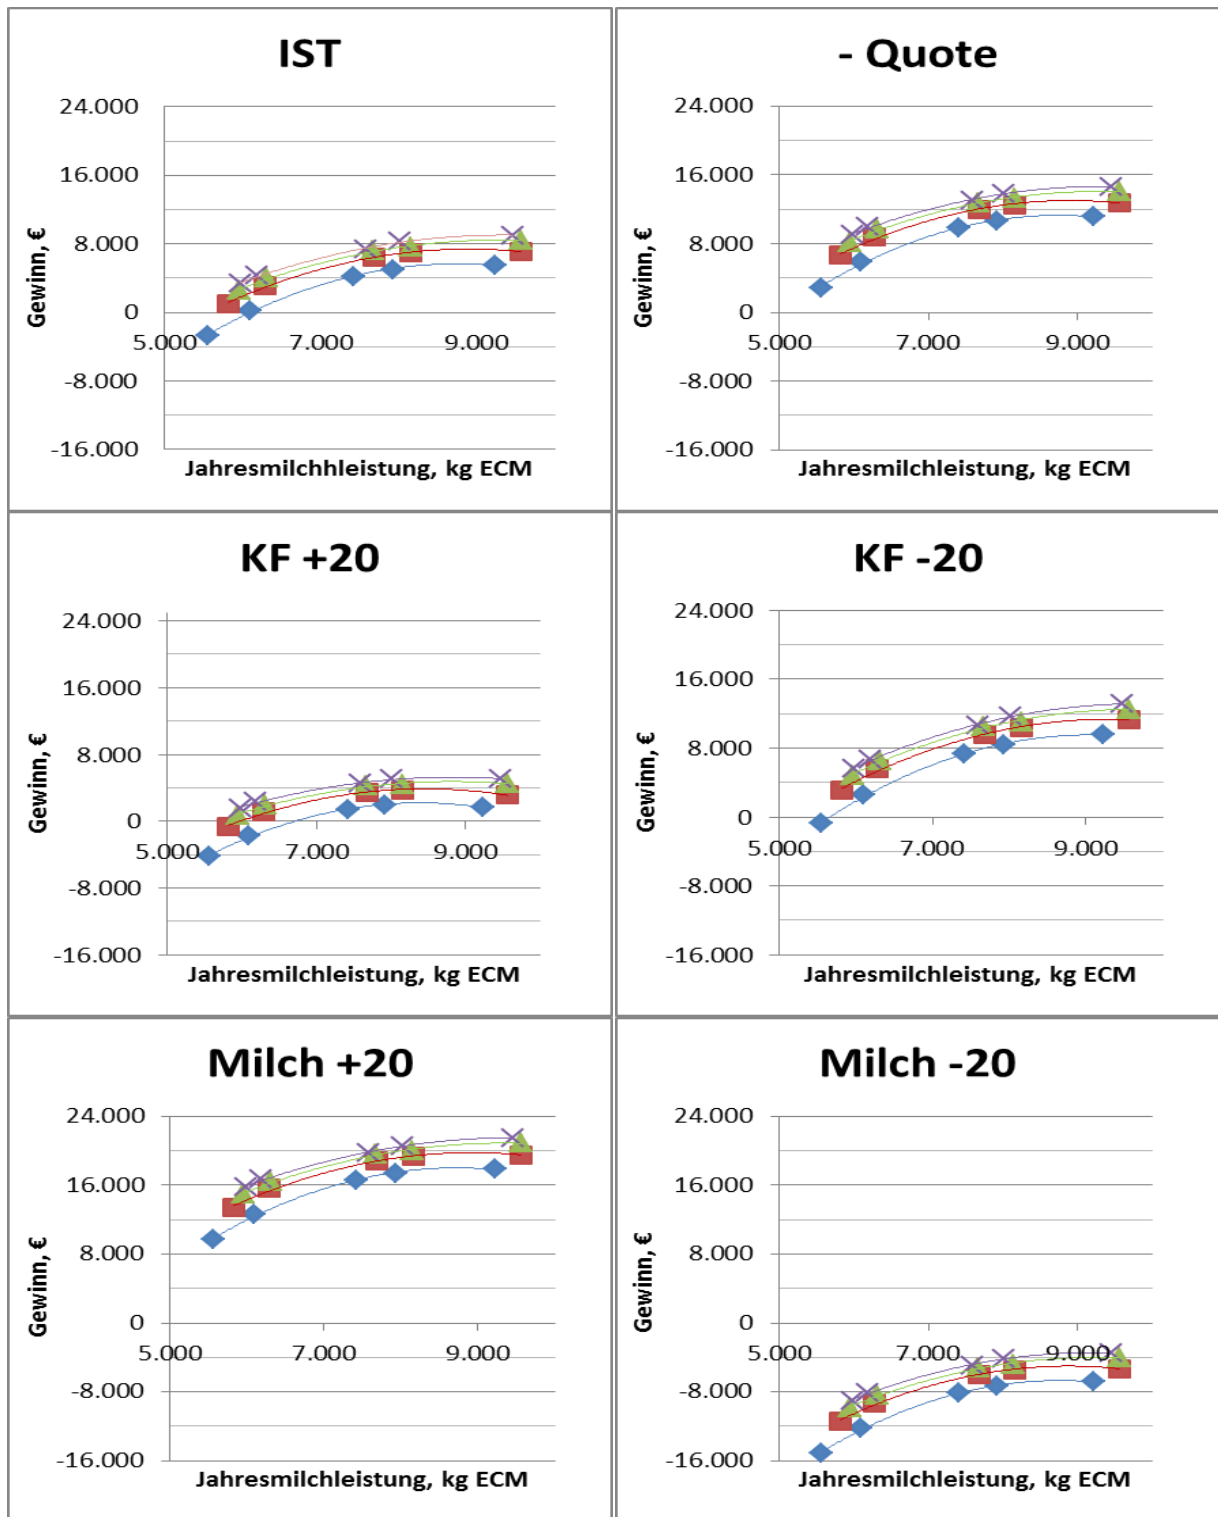 IST
24.000
16.000
8.000
0
-8.000
-16.000
5.000 7.000 9.000
Gewinn, €
Jahresmilchhleistung, kg ECM
- Quote
24.000
16.000
8.000
0
-8.000
-16.000
5.000 7.000 9.000
Gewinn, €
Jahresmilchleistung, kg ECM
KF +20
24.000
16.000
8.000
0
-8.000
-16.000
5.000 7.000 9.000
Gewinn, €
Jahresmilchleistung, kg ECM
KF -20
24.000
16.000
8.000
0
-8.000
-16.000
5.000 7.000 9.000
Gewinn, €
Jahresmilchleistung, kg ECM
Milch +20
24.000
16.000
8.000
0
-8.000
-16.000
5.000 7.000 9.000
Gewinn, €
Jahresmilchleistung, kg ECM
Milch -20
24.000
16.000
8.000
0
-8.000
-16.000
5.000 7.000 9.000
Gewinn, €
Jahresmilchleistung, kg ECM